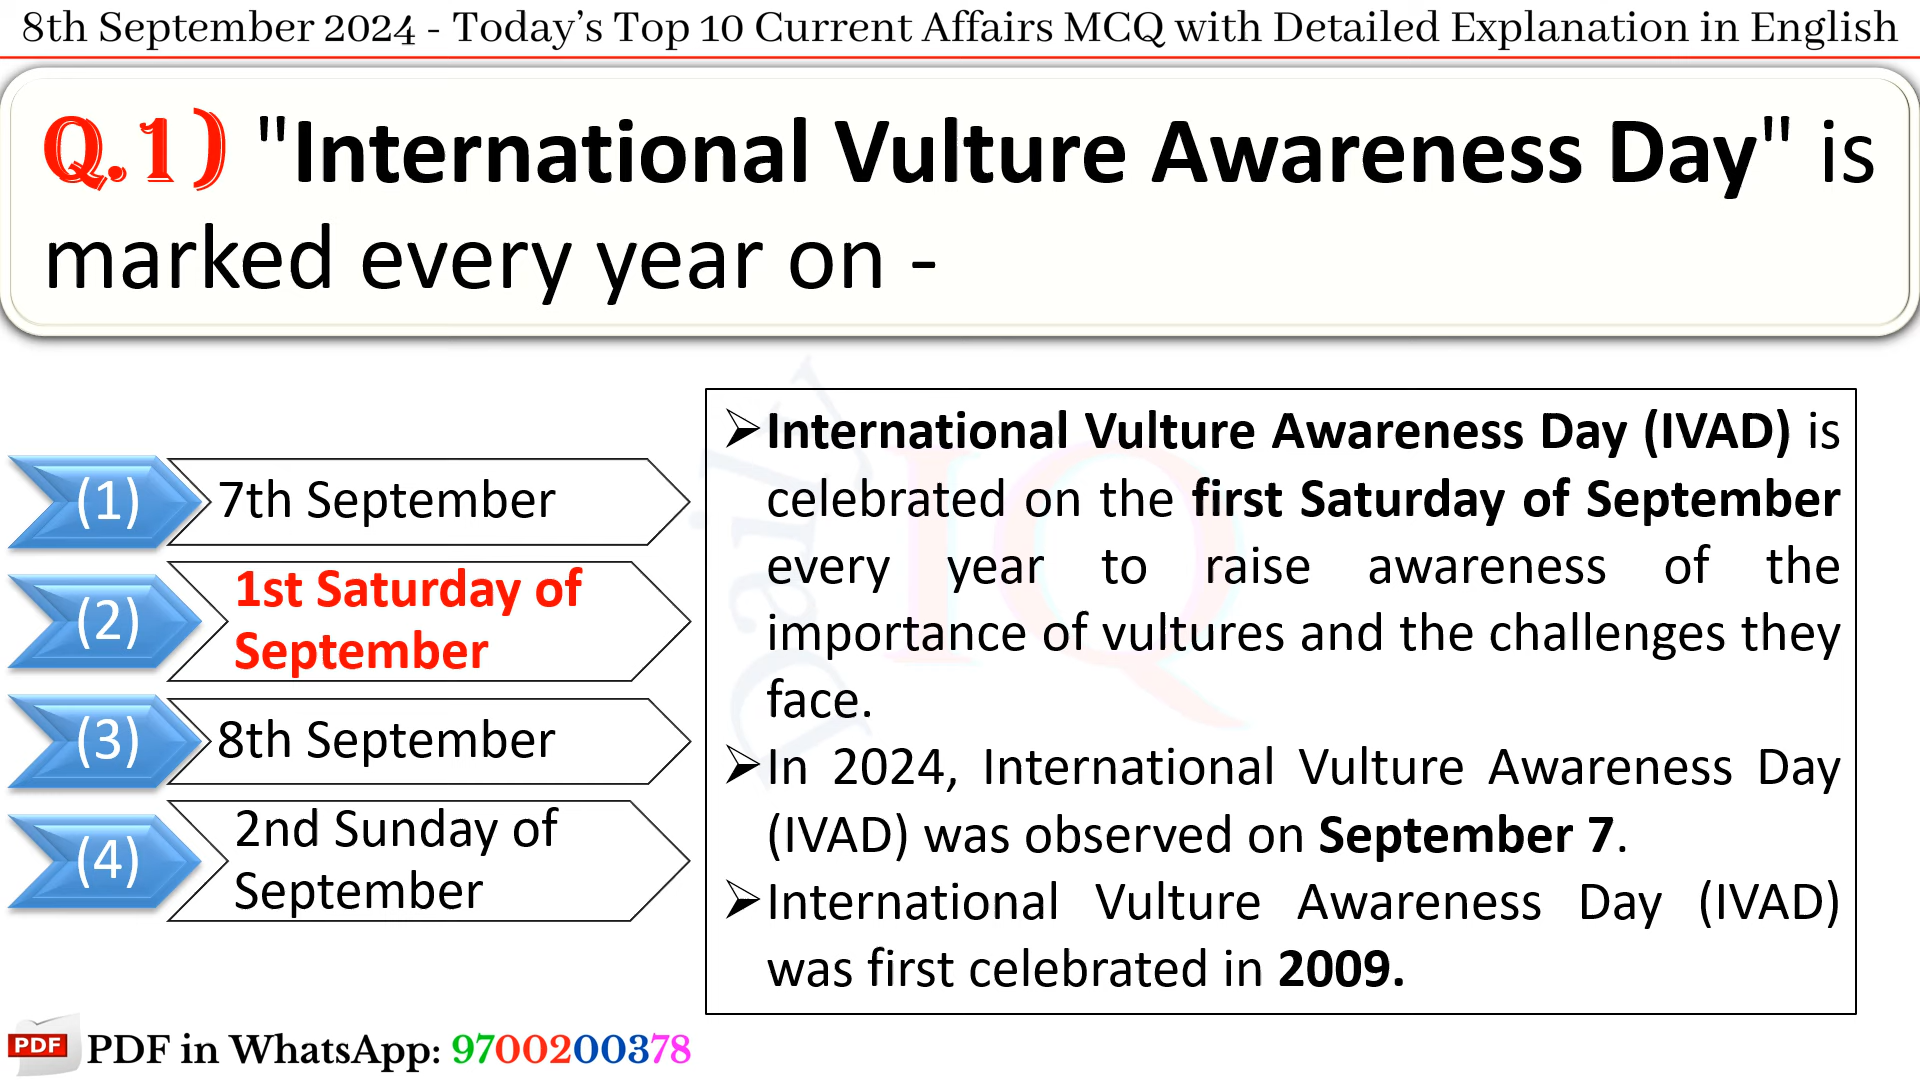 8th September 2024 - Today’s Top 10 Current Affairs MCQ with Detailed Explanation in English
Q.1) "International Vulture Awareness Day" is
marked every year on -
(1) 7th September
(2) 1st Saturday of
September
(3) 8th September
(4) 2nd Sunday of
September
➢International Vulture Awareness Day (IVAD) is
celebrated on the first Saturday of September
every year to raise awareness of the
importance of vultures and the challenges they
face.
➢In 2024, International Vulture Awareness Day
(IVAD) was observed on September 7.
➢International Vulture Awareness Day (IVAD)
was first celebrated in 2009.
Daily IQ
PDF PDF in WhatsApp: 9700200378